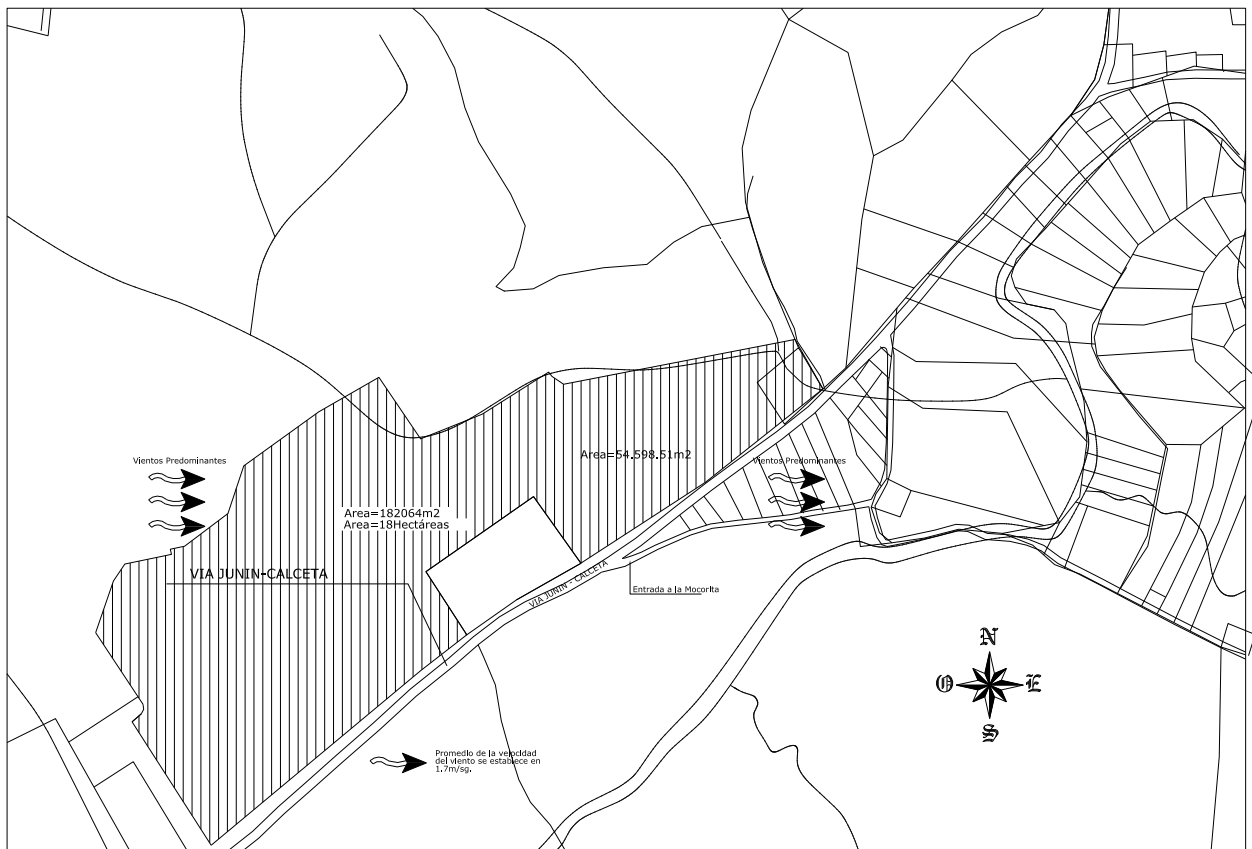 Area=54.598.51m2
Vientos Predominantes
Vientos Predominantes
Area=182064m2
Area=18Hectáreas
VIA JUNIN-CALCETA
VIA JUNIN - CALCETA
Entrada a la Mocorita
N
O
E
S
Promedio de la velocidad
del viento se establece en
1.7m/sg.